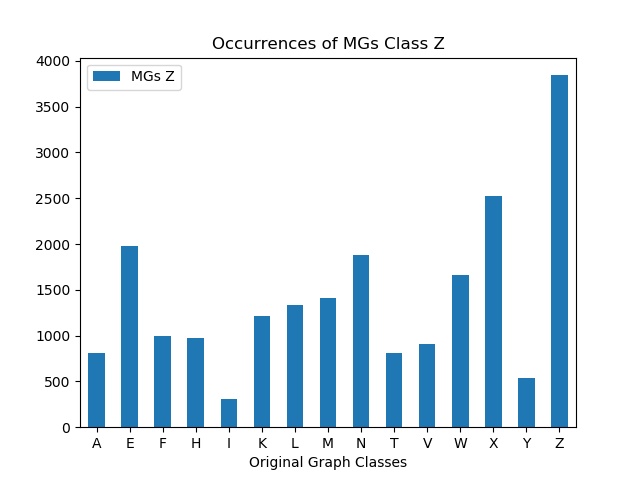 Occurrences of MGs Class Z
MGs Z
4000
3500
3000
2500
2000
1500
1000
500
0
A E F H I K L M N T V W X Y Z
Original Graph Classes